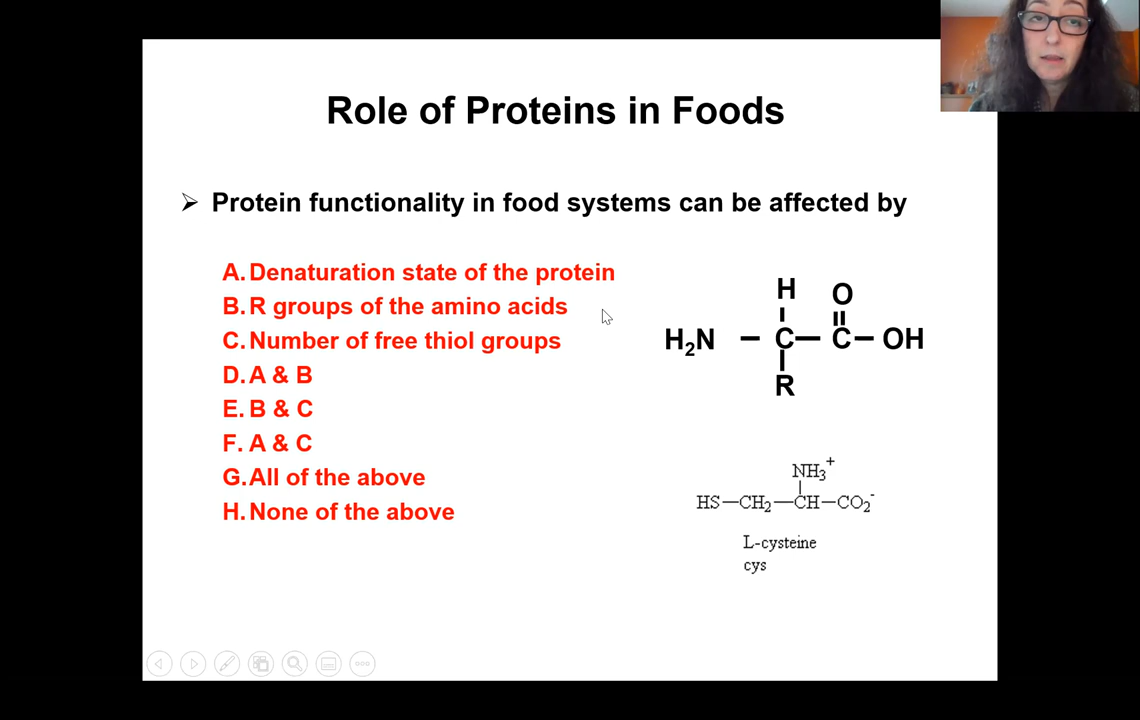 Role of Proteins in Foods
➢ Protein functionality in food systems can be affected by
A. Denaturation state of the protein
B. R groups of the amino acids
C. Number of free thiol groups
D. A & B
E. B & C
F. A & C
G. All of the above
H. None of the above
H O
H₂N – C – C – OH
R
NH₃⁺
HS–CH₂–CH–CO₂⁻
L-cysteine
cys